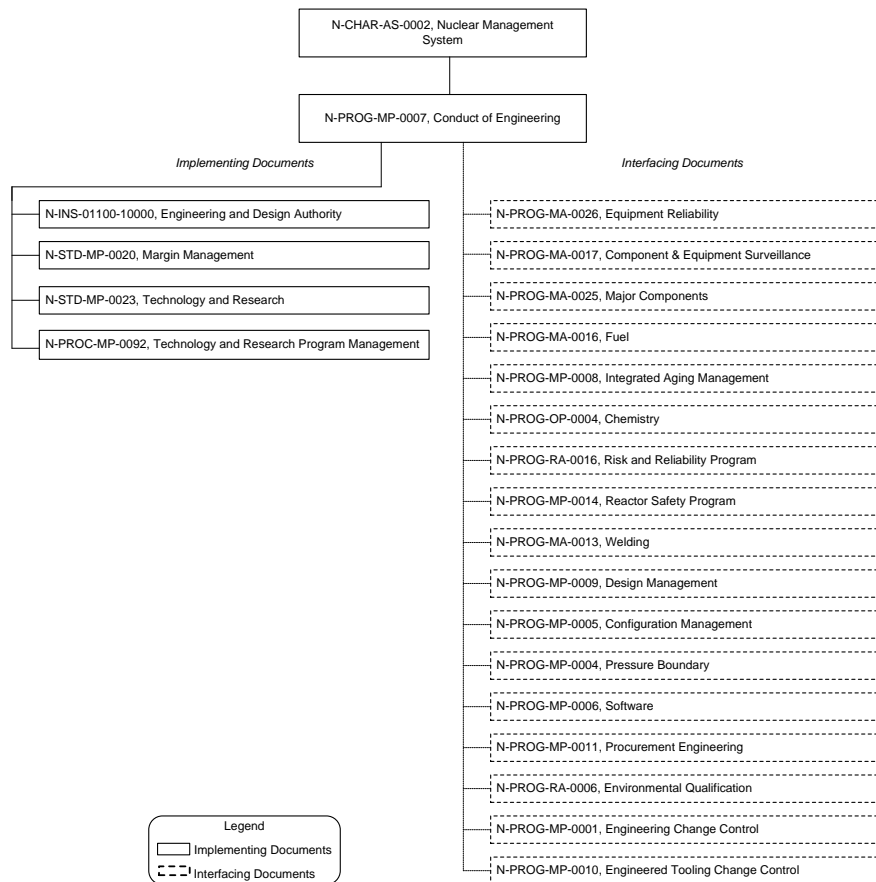 N-CHAR-AS-0002, Nuclear Management
System
N-PROG-MP-0007, Conduct of Engineering
Implementing Documents
N-INS-01100-10000, Engineering and Design Authority
N-STD-MP-0020, Margin Management
N-STD-MP-0023, Technology and Research
N-PROC-MP-0092, Technology and Research Program Management
Interfacing Documents
N-PROG-MA-0026, Equipment Reliability
N-PROG-MA-0017, Component & Equipment Surveillance
N-PROG-MA-0025, Major Components
N-PROG-MA-0016, Fuel
N-PROG-MP-0008, Integrated Aging Management
N-PROG-OP-0004, Chemistry
N-PROG-RA-0016, Risk and Reliability Program
N-PROG-MP-0014, Reactor Safety Program
N-PROG-MA-0013, Welding
N-PROG-MP-0009, Design Management
N-PROG-MP-0005, Configuration Management
N-PROG-MP-0004, Pressure Boundary
N-PROG-MP-0006, Software
N-PROG-MP-0011, Procurement Engineering
N-PROG-RA-0006, Environmental Qualification
N-PROG-MP-0001, Engineering Change Control
N-PROG-MP-0010, Engineered Tooling Change Control
Legend
Implementing Documents
Interfacing Documents